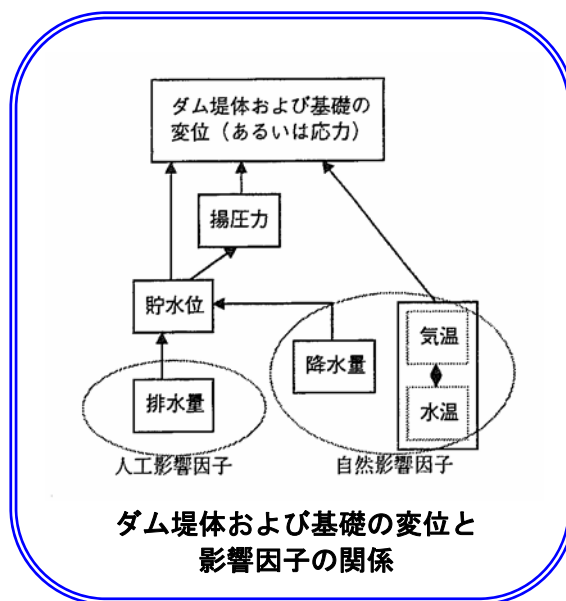 ダム堤体および基礎の
変位（あるいは応力）
揚圧力
貯水位
気温
降水量
排水量
水温
人工影響因子
自然影響因子
ダム堤体および基礎の変位と
影響因子の関係